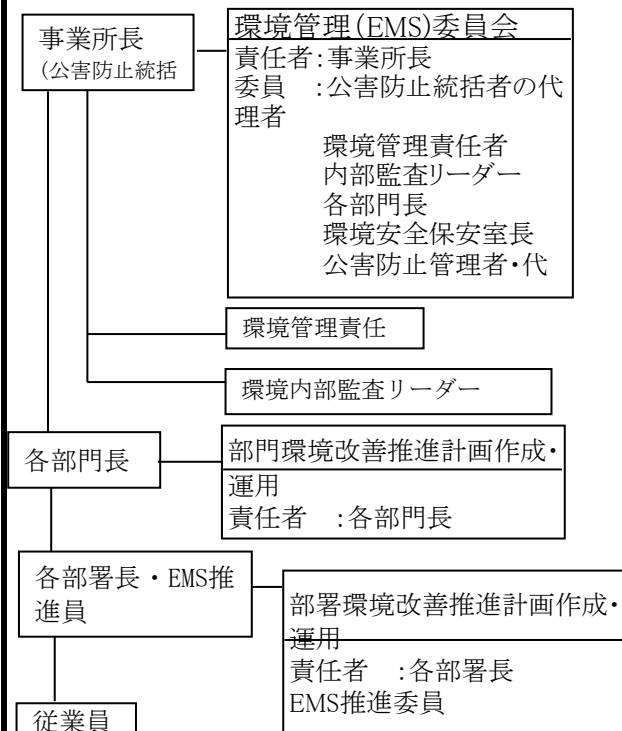 事業所長
(公害防止統括
環境管理(EMS)委員会
責任者:事業所長
委員 :公害防止統括者の代
理者
環境管理責任者
内部監査リーダー
各部門長
環境安全保安室長
公害防止管理者・代
環境管理責任
環境内部監査リーダー
各部門長
部門環境改善推進計画作成・
運用
責任者 :各部門長
各部署長・EMS推
進員
部署環境改善推進計画作成・
運用
責任者 :各部署長
EMS推進委員
従業員